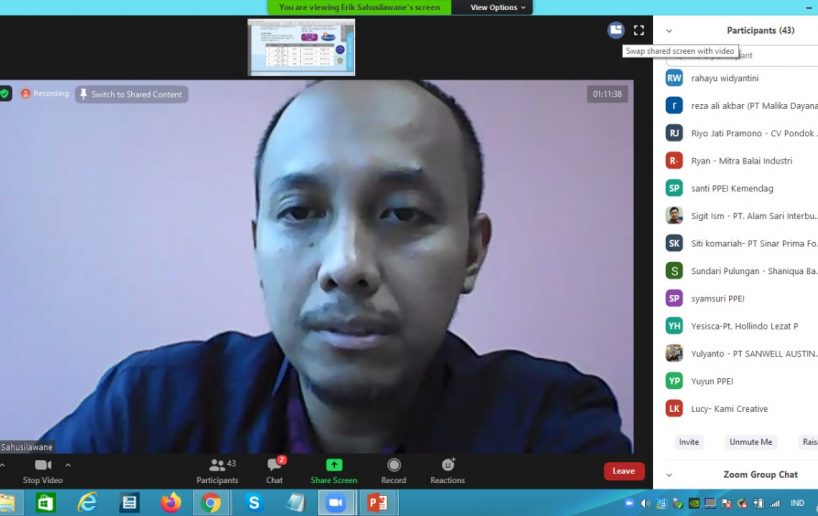 You are viewing Erik Sahusilawane's screen
View Options
Participants (43)
Swap shared screen with video
Recording
Switch to Shared Content
01:11:38
RW rahayu widyantini
r reza ali akbar (PT Malika Dayana
RJ Riyo Jati Pramono - CV Pondok ..
R- Ryan - Mitra Balai Industri
SP santi PPEI Kemendag
Sigit Ism - PT. Alam Sari Interbu...
SK Siti komariah- PT Sinar Prima Fo...
S Sundari Pulungan - Shaniqua Ba...
SP syamsuri PPEI
YH Yesisca-Pt. Hollindo Lezat P
Yulyanto - PT SANWELL AUSTIN...
YP Yuyun PPEI
LK Lucy- Kami Creative
Invite
Unmute Me
Rais
Sahusilawane
Stop Video
Participants
43
Chat
2
Share Screen
Record
Reactions
Leave
Zoom Group Chat
IND